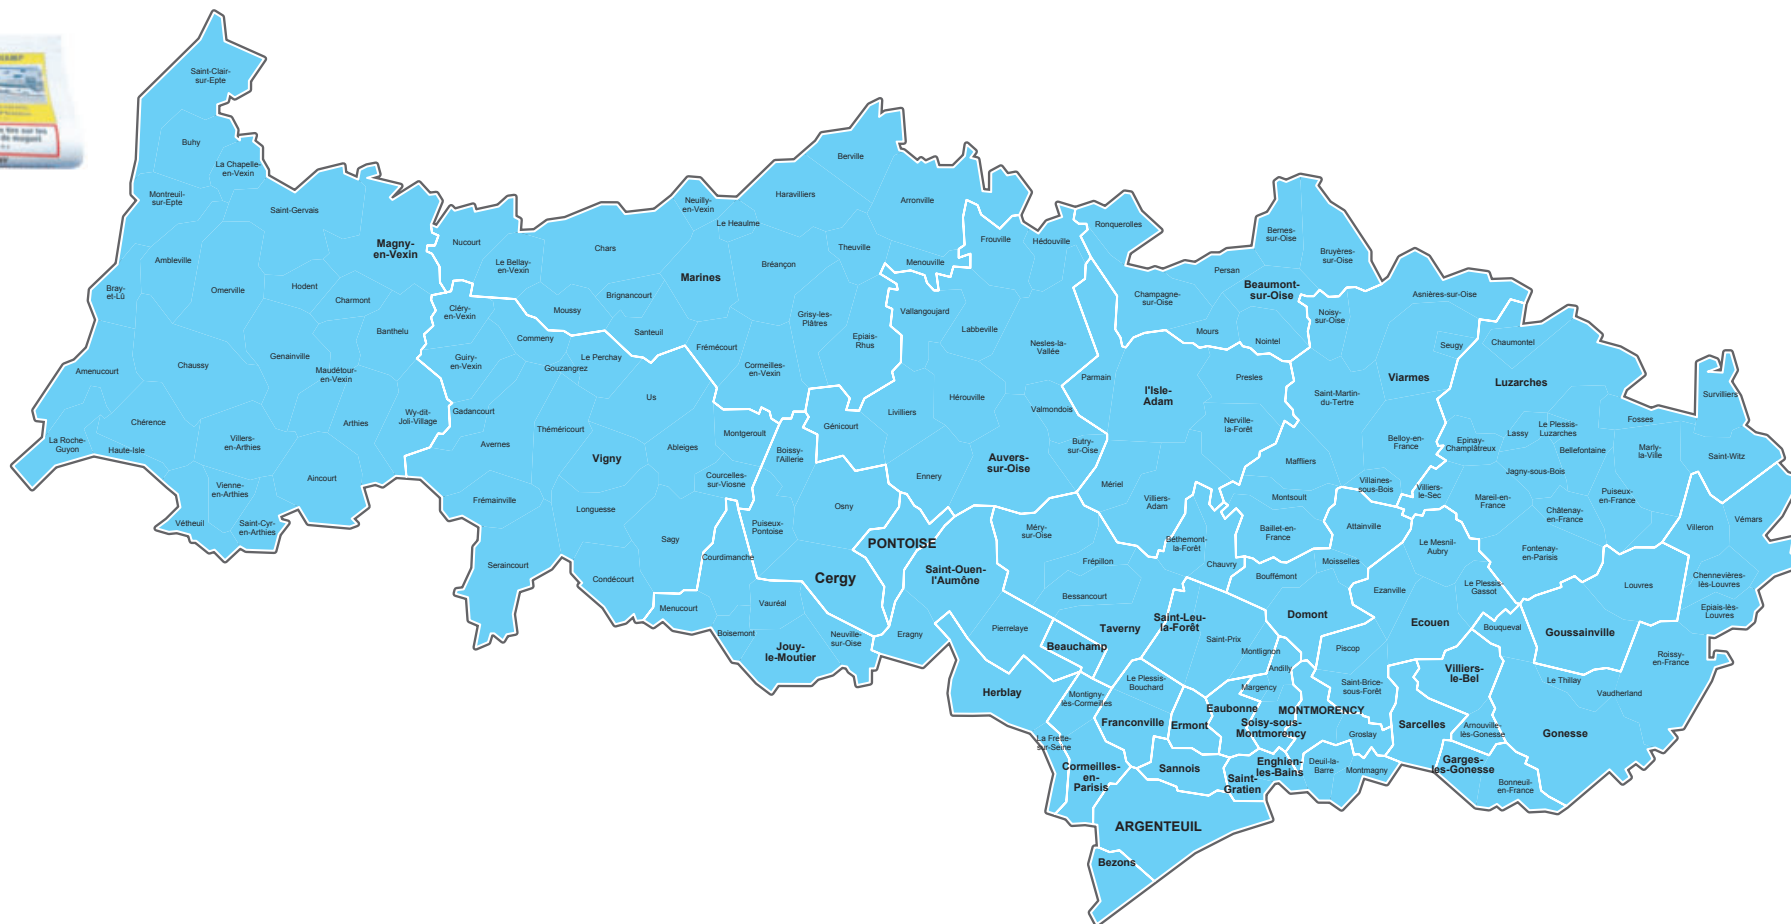 Saint-Clair-
sur-Epte
Buhy
La Chapelle-
en-Vexin
Montreuil-
sur-Epte
Saint-Gervais
Magny-
en-Vexin
Ambleville
Omerville
Hodent
Charmont
Bray-
et-Lû
Banthelu
Genainville
Chaussy
Maudétour-
en-Vexin
Amenucourt
Chérence
Arthies
Wy-dit-
Joli-Village
La Roche-
Guyon
Haute-Isle
Villers-
en-Arthies
Aincourt
Vienne-
en-Arthies
Vétheuil
Saint-Cyr-
en-Arthies
Nucourt
Le Bellay-
en-Vexin
Chars
Neuilly-
en-Vexin
Le Heaulme
Haravilliers
Berville
Arronville
Theuville
Menouville
Bréançon
Marines
Brignancourt
Moussy
Santeuil
Frémécourt
Grisy-les-
Plâtres
Epiais-
Rhus
Cormeilles-
en-Vexin
Cléry-
en-Vexin
Commeny
Guiry-
en-Vexin
Gouzangrez
Le Perchay
Us
Gadancourt
Avernes
Théméricourt
Vigny
Ableiges
Montgeroult
Courcelles-
sur-Viosne
Frémainville
Longuesse
Sagy
Seraincourt
Condécourt
Frouville
Hédouville
Vallangoujard
Labbeville
Nesles-la-
Vallée
Hérouville
Livilliers
Génicourt
Valmondois
Butry-
sur-Oise
Auvers-
sur-Oise
Ennery
Boissy-
l'Aillerie
Osny
Puiseux-
Pontoise
PONTOISE
Cergy
Courdimanche
Menucourt
Vauréal
Boisemont
Jouy-
le-Moutier
Neuville-
sur-Oise
Eragny
Saint-Ouen-
l'Aumône
Pierrelaye
Méry-
sur-Oise
Frépillon
Bessancourt
Taverny
Beauchamp
Herblay
Montigny-
lès-Cormeilles
La Frette-
sur-Seine
Cormeilles-
en-
Parisis
Ronquerolles
Champagne-
sur-Oise
Persan
Bernes-
sur-Oise
Bruyères-
sur-Oise
Beaumont-
sur-Oise
Mours
Nointel
Noisy-
sur-Oise
Asnières-sur-Oise
Seugy
Viarmes
Saint-Martin-
du-Tertre
Belloy-en-
France
Maffliers
Villaines-
sous-Bois
Villiers-
le-Sec
Montsoult
Baillet-en-
France
Attainville
Parmain
l'Isle-
Adam
Presles
Nerville-
la-Forêt
Mériel
Villiers-
Adam
Béthemont-
la-Forêt
Chauvry
Chaumontel
Luzarches
Lassy
Le Plessis-
Luzarches
Epinay-
Champlâtreux
Bellefontaine
Jagny-sous-Bois
Fosses
Survilliers
Marly-
la-Ville
Saint-Witz
Mareil-en-
France
Châtenay-
en-France
Puiseux-
en-France
Fontenay-
en-Parisis
Villeron
Vémars
Louvres
Chennevières-
lès-Louvres
Epiais-lès-
Louvres
Roissy-
en-France
Goussainville
Le Thillay
Vaudherland
Gonesse
Bonneuil-
en-France
Le Mesnil-
Aubry
Moisselles
Bouffémont
Domont
Ezanville
Le Plessis-
Gassot
Ecouen
Bouqueval
Piscop
Saint-Brice-
sous-Forêt
Villiers-
le-Bel
Sarcelles
Arnouville-
lès-Gonesse
Garges-
les-Gonesse
Saint-Leu-
la-Forêt
Saint-Prix
Montlignon
Andilly
Margency
Le Plessis-
Bouchard
Franconville
Ermont
Eaubonne
Soisy-sous-
Montmorency
MONTMORENCY
Groslay
Deuil-la-
Barre
Montmagny
Enghien-
les-Bains
Saint-
Gratien
Sannois
ARGENTEUIL
Bezons